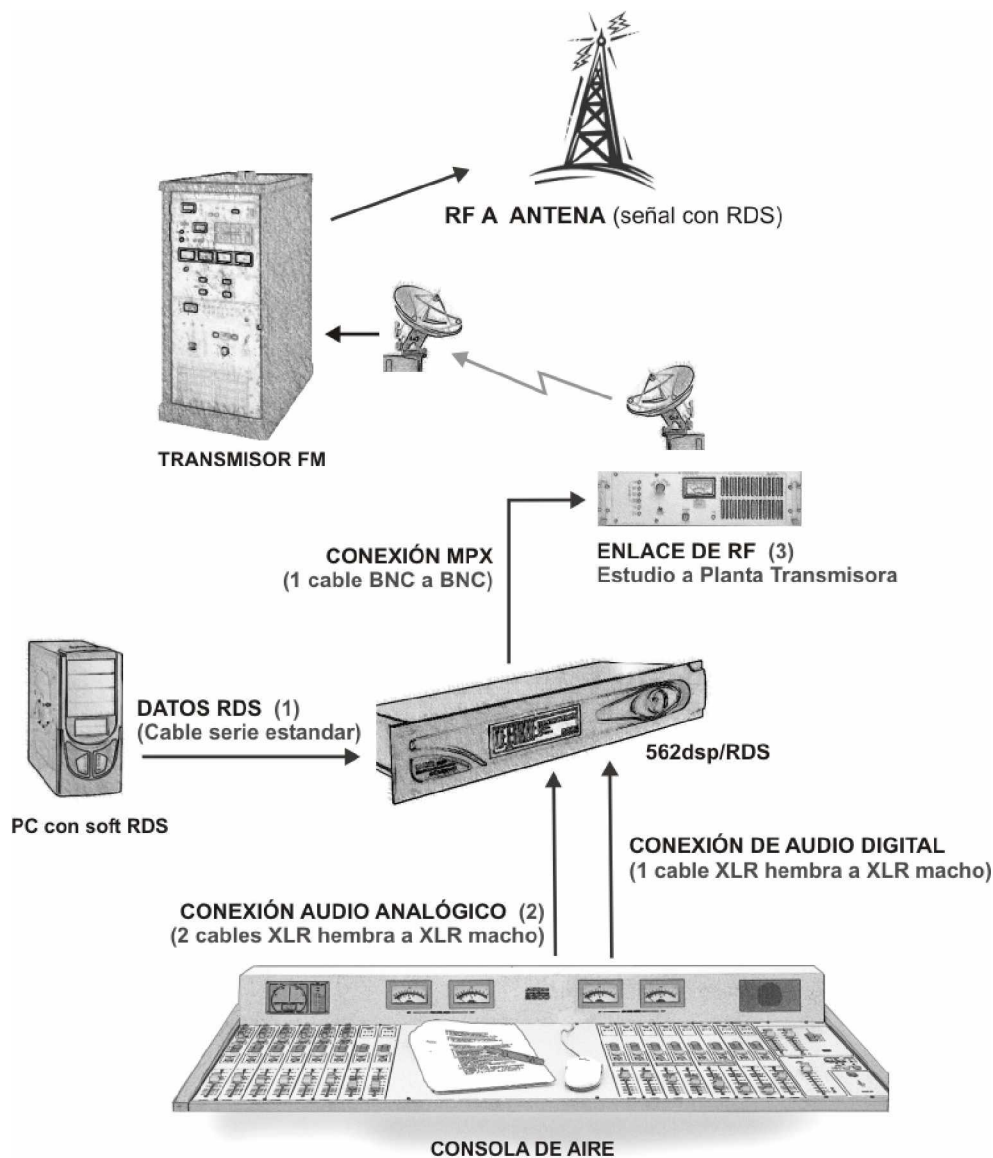 RF A ANTENA (señal con RDS)
TRANSMISOR FM
CONEXIÓN MPX
(1 cable BNC a BNC)
ENLACE DE RF (3)
Estudio a Planta Transmisora
DATOS RDS (1)
(Cable serie estandar)
562dsp/RDS
PC con soft RDS
CONEXIÓN DE AUDIO DIGITAL
(1 cable XLR hembra a XLR macho)
CONEXIÓN AUDIO ANALÓGICO (2)
(2 cables XLR hembra a XLR macho)
CONSOLA DE AIRE